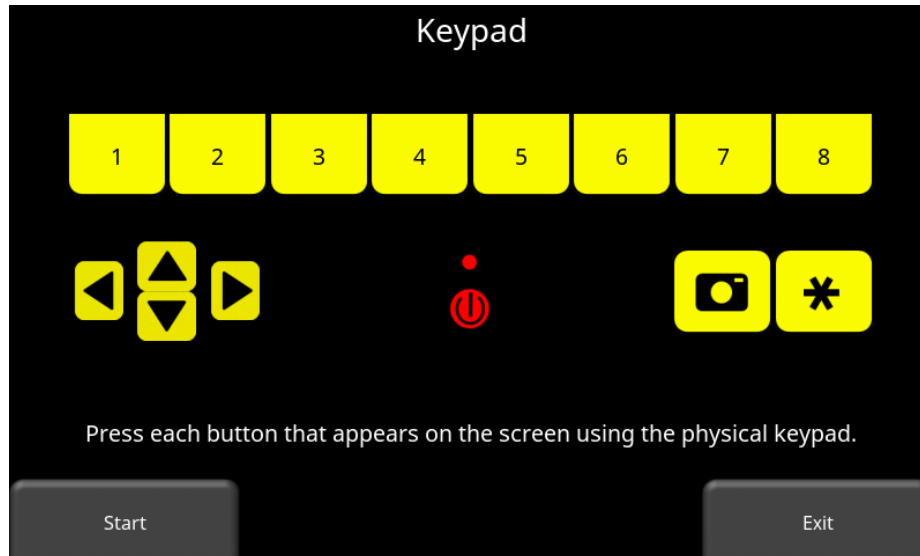 Keypad
1 2 3 4 5 6 7 8
*
Press each button that appears on the screen using the physical keypad.
Start Exit